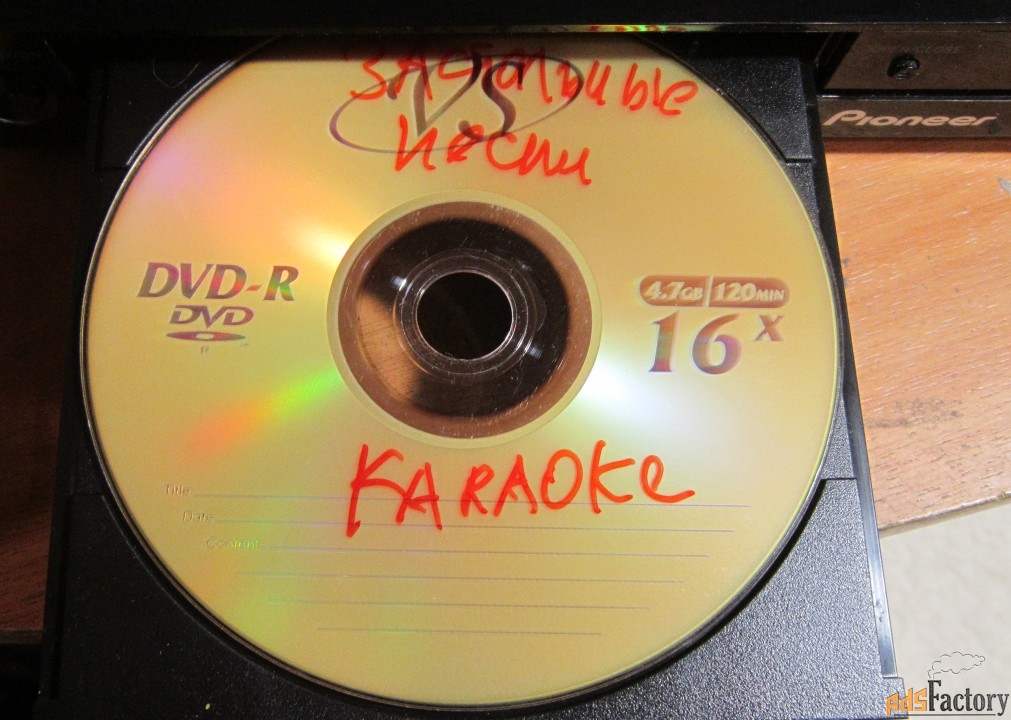 ЗАСТОЛЬНЫЕ
VS
песни
Pioneer
DVD-R
DVD
R
4.7GB 120MIN
16x
KARAOKe
Title
Date
Content
adsFactory